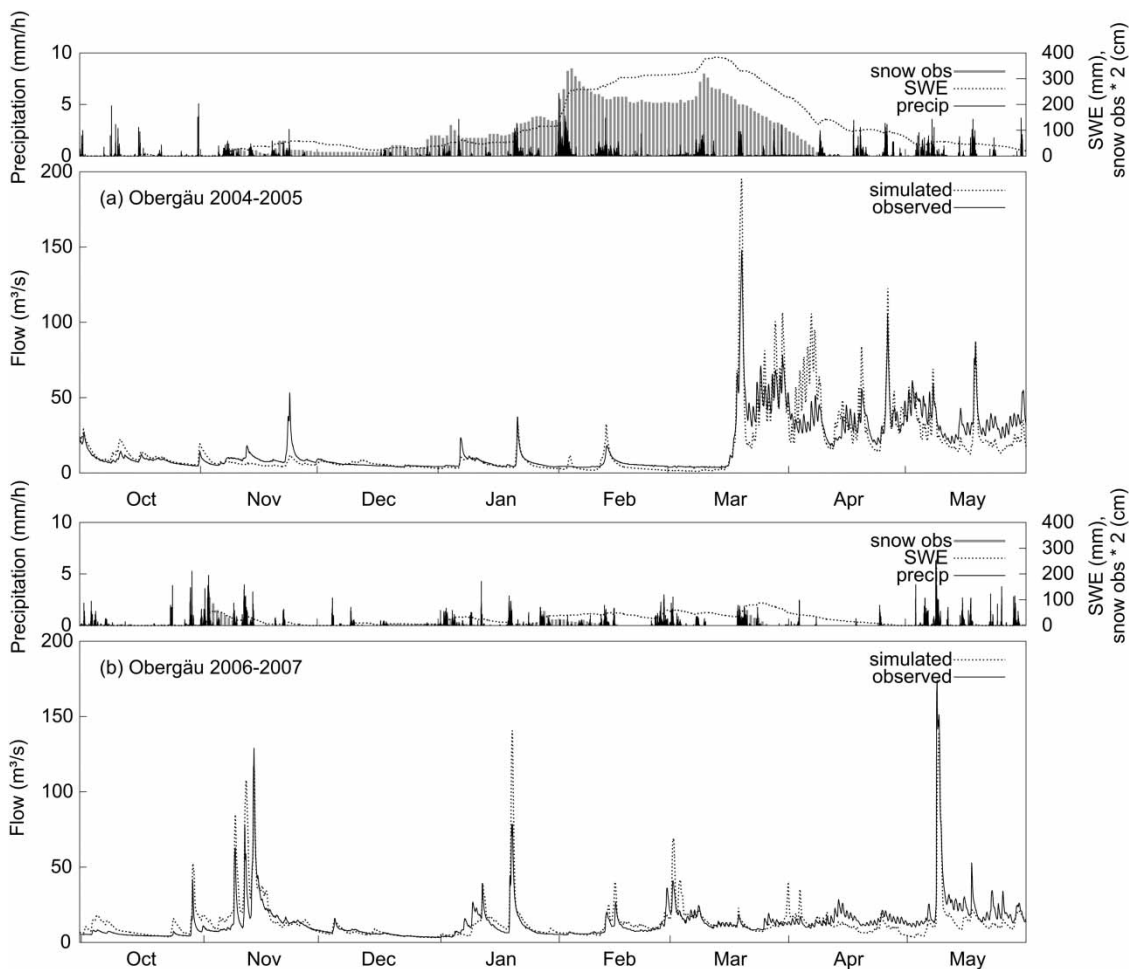 Precipitation (mm/h)
10
5
0
snow obs
SWE
precip
400
300
200
100
0
SWE (mm),
snow obs * 2 (cm)
Flow (m³/s)
200
150
100
50
0
(a) Obergäu 2004-2005
simulated
observed
Oct Nov Dec Jan Feb Mar Apr May
Precipitation (mm/h)
10
5
0
snow obs
SWE
precip
400
300
200
100
0
SWE (mm),
snow obs * 2 (cm)
Flow (m³/s)
200
150
100
50
0
(b) Obergäu 2006-2007
simulated
observed
Oct Nov Dec Jan Feb Mar Apr May